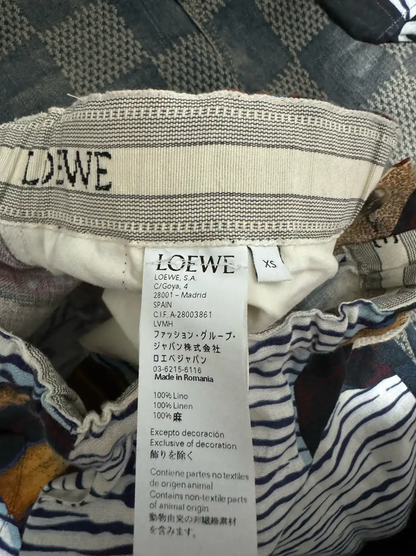 LOEWE
LOEWE
XS
LOEWE, S.A.
C/Goya, 4
28001 - Madrid
SPAIN
C.I.F. A-28003861
LVMH
ファッション・グループ・
ジャパン株式会社
ロエベジャパン
03-6215-6116
Made in Romania
100% Lino
100% Linen
100% 麻
Excepto decoración
Exclusive of decoration
飾りを除く
Contiene partes no textiles
de origen animal
Contains non-textile parts
of animal origin
動物由来の非繊維素材
を含みます。